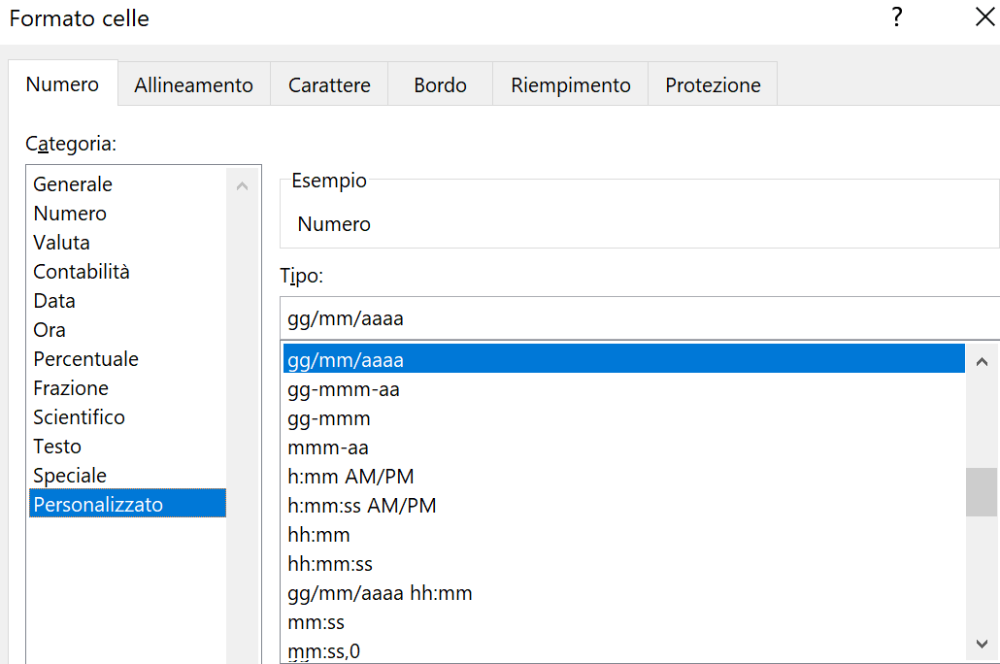 Formato celle
?
Numero Allineamento Carattere Bordo Riempimento Protezione
Categoria:
Generale
Numero
Valuta
Contabilità
Data
Ora
Percentuale
Frazione
Scientifico
Testo
Speciale
Personalizzato
Esempio
Numero
Tipo:
gg/mm/aaaa
gg/mm/aaaa
gg-mmm-aa
gg-mmm
mmm-aa
h:mm AM/PM
h:mm:ss AM/PM
hh:mm
hh:mm:ss
gg/mm/aaaa hh:mm
mm:ss
mm:ss,0